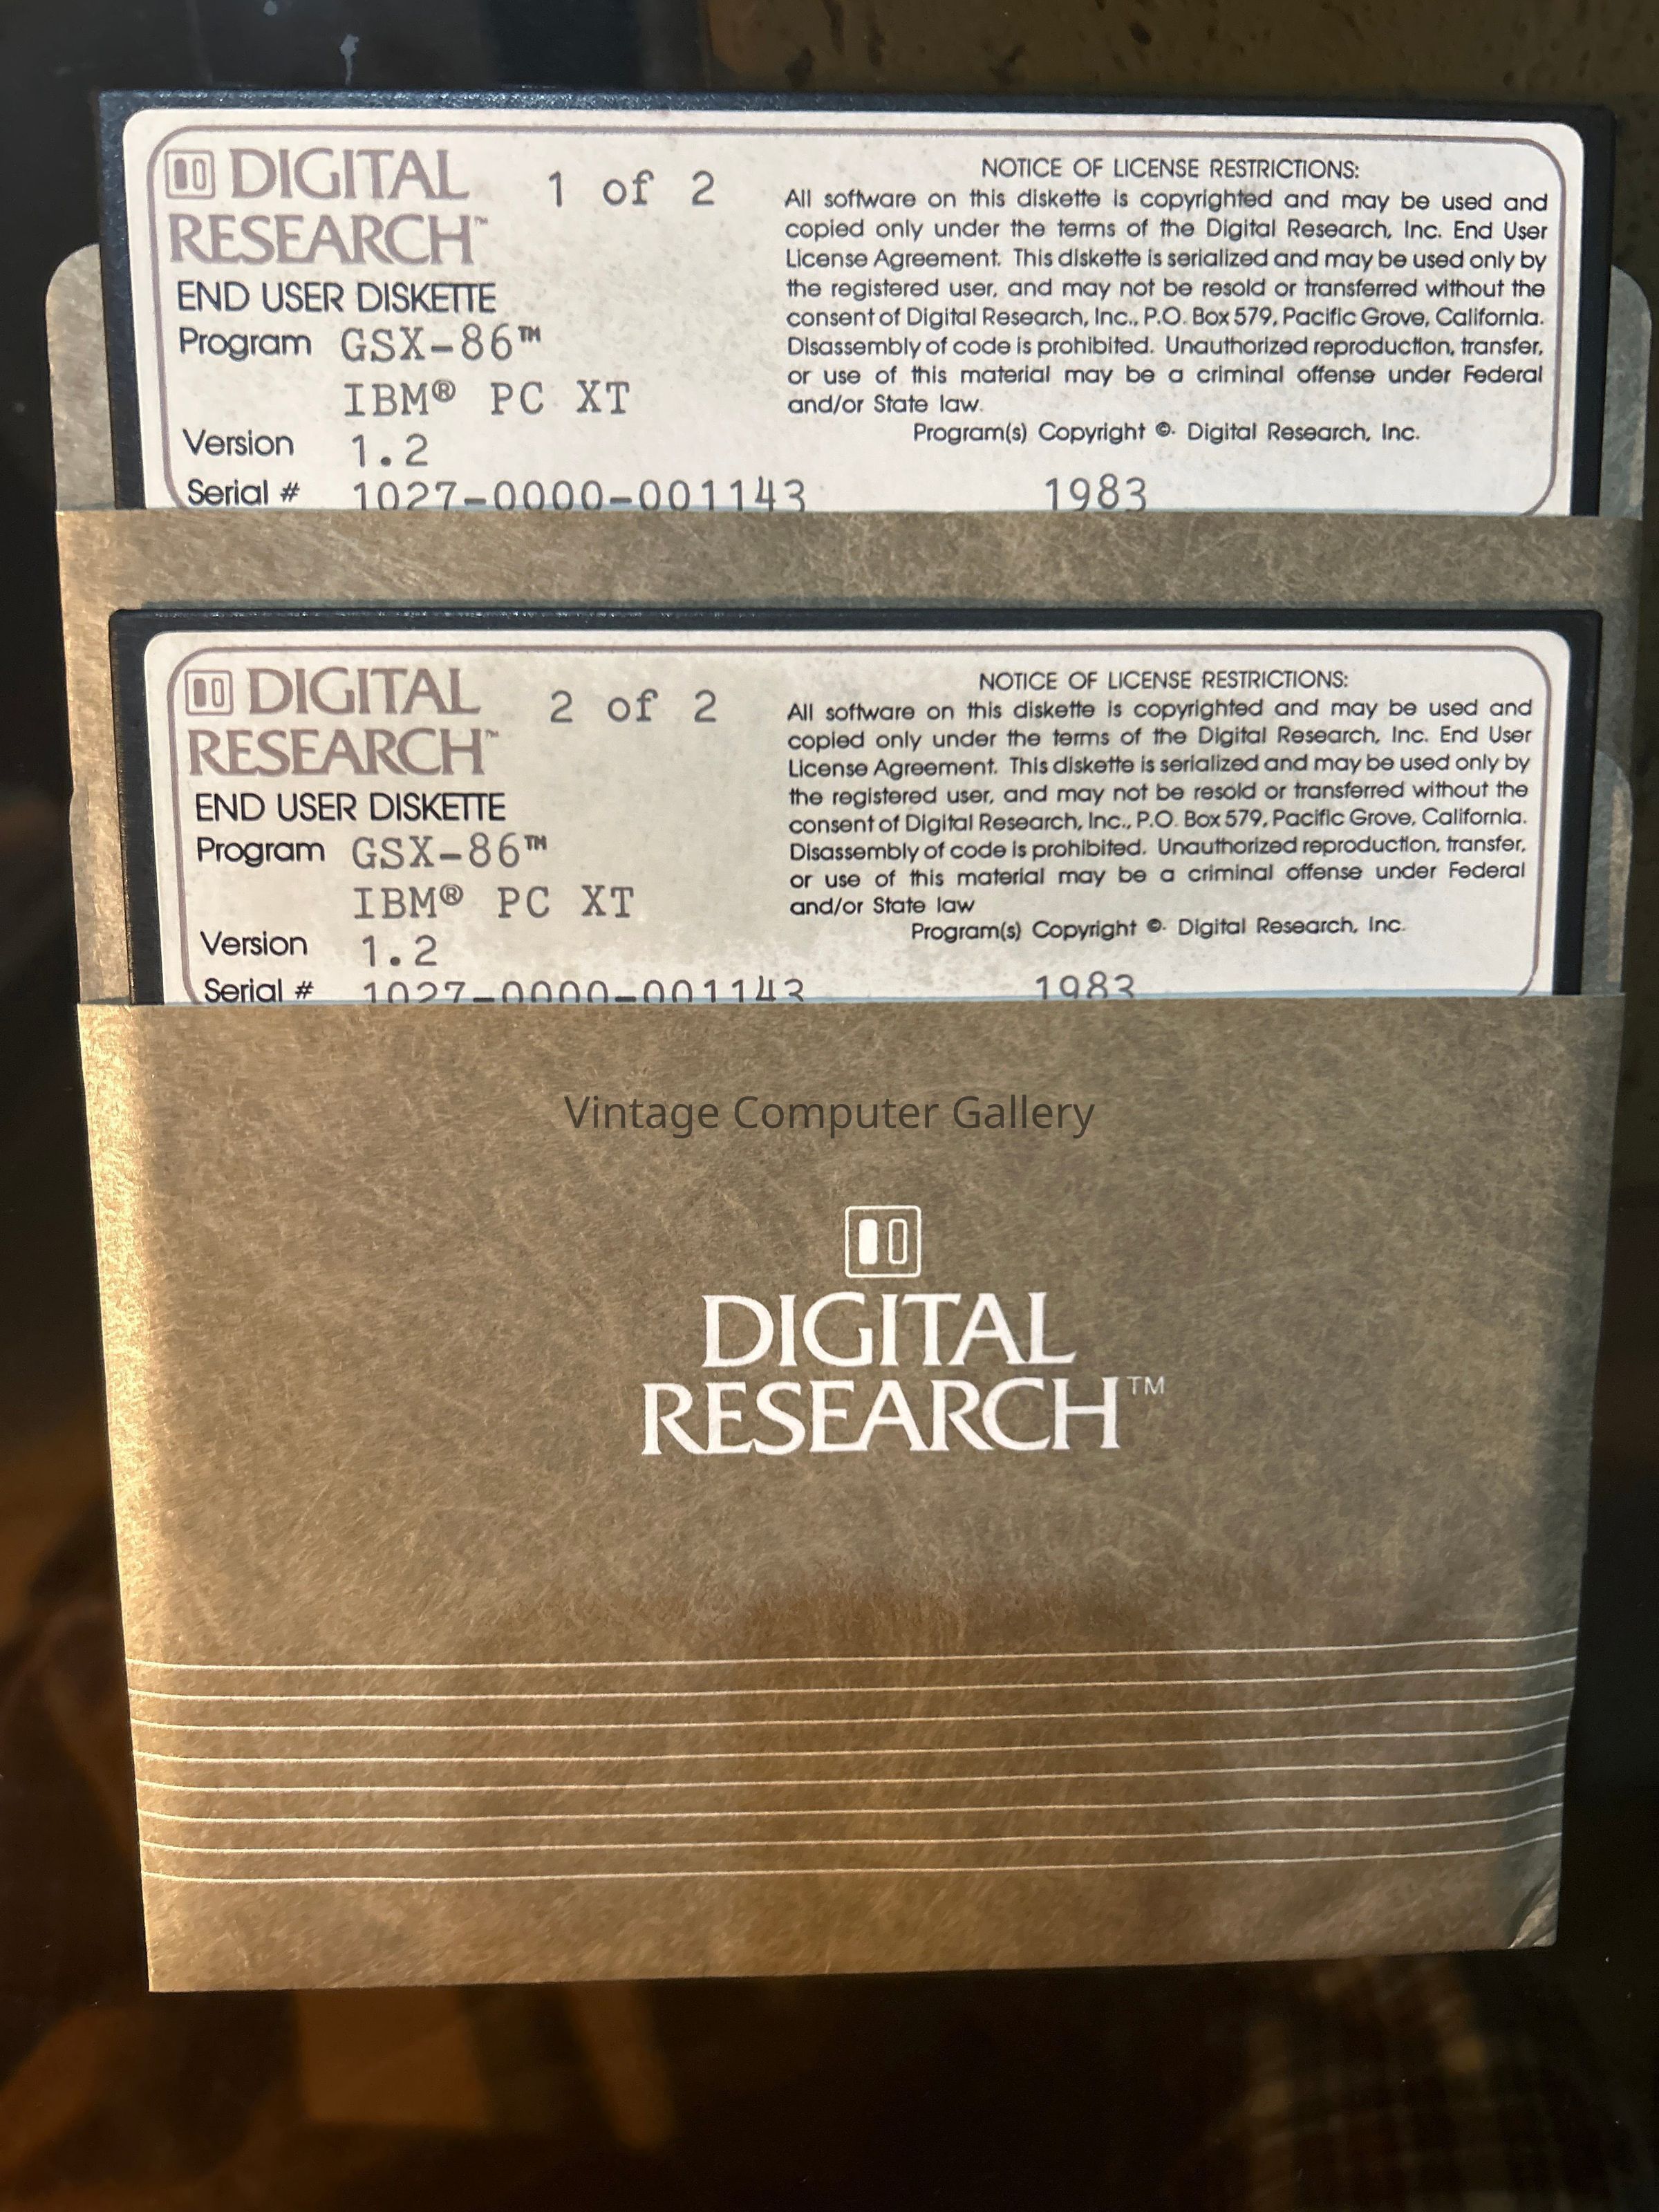 DIGITAL
RESEARCH™
1 of 2
END USER DISKETTE
Program GSX-86™
IBM® PC XT
Version 1.2
Serial # 1027-0000-001143
NOTICE OF LICENSE RESTRICTIONS:
All software on this diskette is copyrighted and may be used and
copied only under the terms of the Digital Research, Inc. End User
License Agreement. This diskette is serialized and may be used only by
the registered user, and may not be resold or transferred without the
consent of Digital Research, Inc., P.O. Box 579, Pacific Grove, California.
Disassembly of code is prohibited. Unauthorized reproduction, transfer,
or use of this material may be a criminal offense under Federal
and/or State law.
Program(s) Copyright © Digital Research, Inc.
1983
DIGITAL
RESEARCH™
2 of 2
END USER DISKETTE
Program GSX-86™
IBM® PC XT
Version 1.2
Serial # 1027-0000-001143
NOTICE OF LICENSE RESTRICTIONS:
All software on this diskette is copyrighted and may be used and
copied only under the terms of the Digital Research, Inc. End User
License Agreement. This diskette is serialized and may be used only by
the registered user, and may not be resold or transferred without the
consent of Digital Research, Inc., P.O. Box 579, Pacific Grove, California.
Disassembly of code is prohibited. Unauthorized reproduction, transfer,
or use of this material may be a criminal offense under Federal
and/or State law
Program(s) Copyright © Digital Research, Inc.
1983
Vintage Computer Gallery
DIGITAL
RESEARCH™